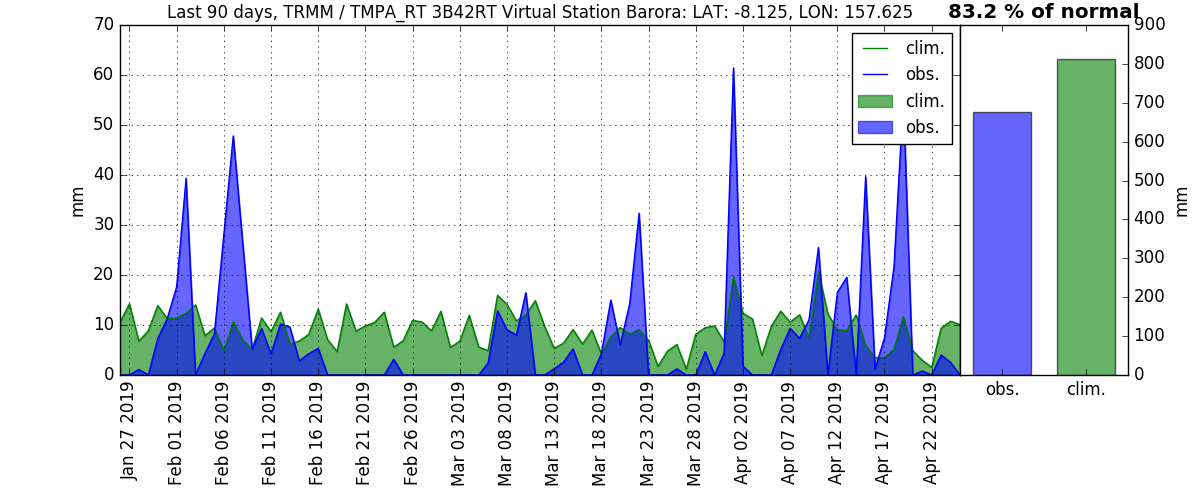 Last 90 days, TRMM / TMPA_RT 3B42RT Virtual Station Barora: LAT: -8.125, LON: 157.625
83.2 % of normal
70
60
50
40
30
20
10
0
mm
clim.
obs.
clim.
obs.
900
800
700
600
500
400
300
200
100
0
mm
Jan 27 2019
Feb 01 2019
Feb 06 2019
Feb 11 2019
Feb 16 2019
Feb 21 2019
Feb 26 2019
Mar 03 2019
Mar 08 2019
Mar 13 2019
Mar 18 2019
Mar 23 2019
Mar 28 2019
Apr 02 2019
Apr 07 2019
Apr 12 2019
Apr 17 2019
Apr 22 2019
obs.
clim.